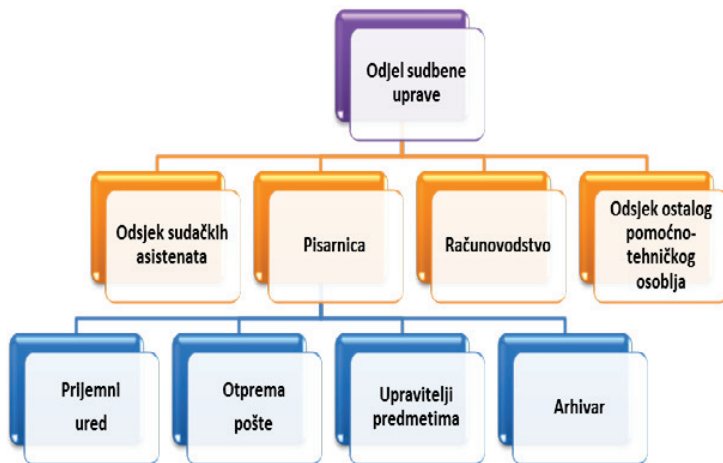 Odjel sudbene
uprave
Odsjek sudačkih
asistenata
Pisarnica
Računovodstvo
Odsjek ostalog
pomoćno-
tehničkog
osoblja
Prijemni
ured
Otprema
pošte
Upravitelji
predmetima
Arhivar